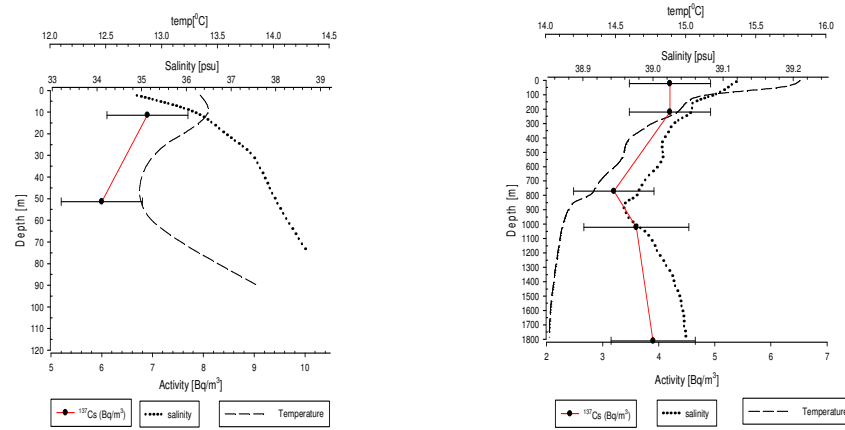 temp[⁰C]
12.0 12.5 13.0 13.5 14.0 14.5
Salinity [psu]
33 34 35 36 37 38 39
0
10
20
30
40
50
60
70
80
90
100
110
120
Depth [m]
5 6 7 8 9 10
Activity [Bq/m³]
¹³⁷Cs (Bq/m³) salinity Temperature
temp[⁰C]
14.0 14.5 15.0 15.5 16.0
Salinity [psu]
38.9 39.0 39.1 39.2
0
100
200
300
400
500
600
700
800
900
1000
1100
1200
1300
1400
1500
1600
1700
1800
Depth [m]
2 3 4 5 6 7
Activity [Bq/m³]
¹³⁷Cs (Bq/m³) salinity Temperature